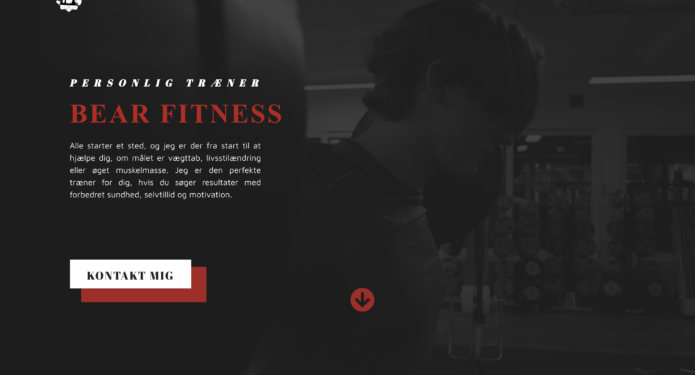 PERSONLIG TRÆNER
BEAR FITNESS
Alle starter et sted, og jeg er der fra start til at
hjælpe dig, om målet er vægttab, livsstilændring
eller øget muskelmasse. Jeg er den perfekte
træner for dig, hvis du søger resultater med
forbedret sundhed, selvtillid og motivation.
KONTAKT MIG